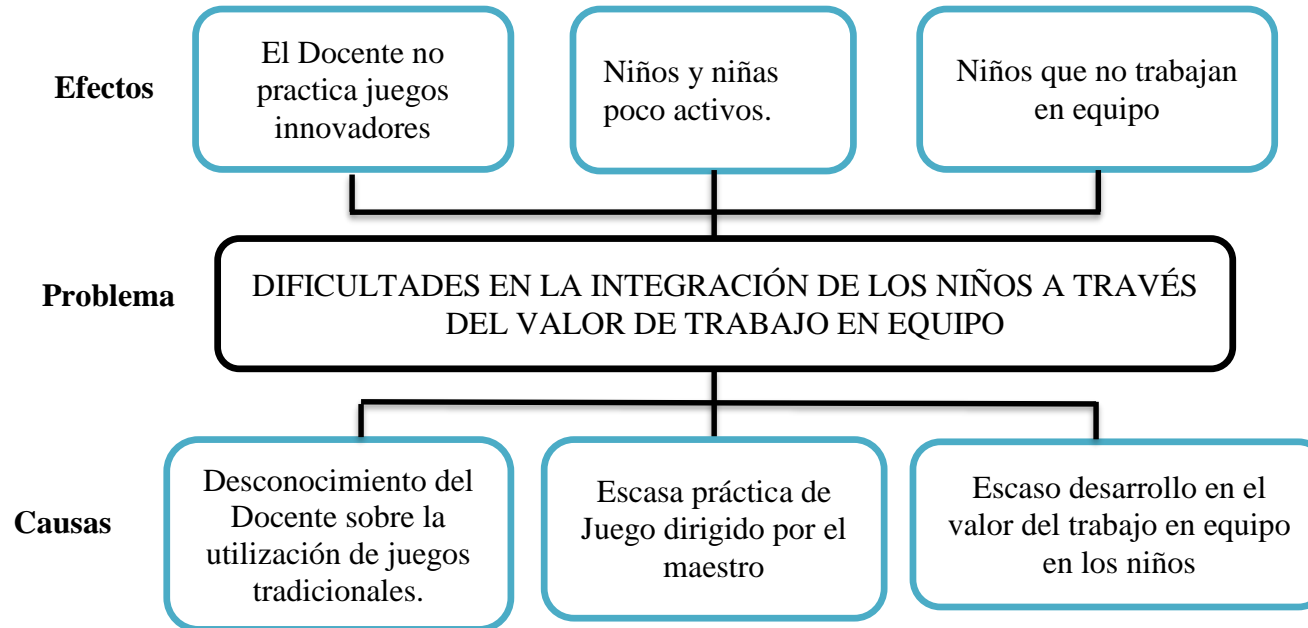 Efectos
El Docente no
practica juegos
innovadores
Niños y niñas
poco activos.
Niños que no trabajan
en equipo
Problema
DIFICULTADES EN LA INTEGRACIÓN DE LOS NIÑOS A TRAVÉS
DEL VALOR DE TRABAJO EN EQUIPO
Causas
Desconocimiento del
Docente sobre la
utilización de juegos
tradicionales.
Escasa práctica de
Juego dirigido por el
maestro
Escaso desarrollo en el
valor del trabajo en equipo
en los niños